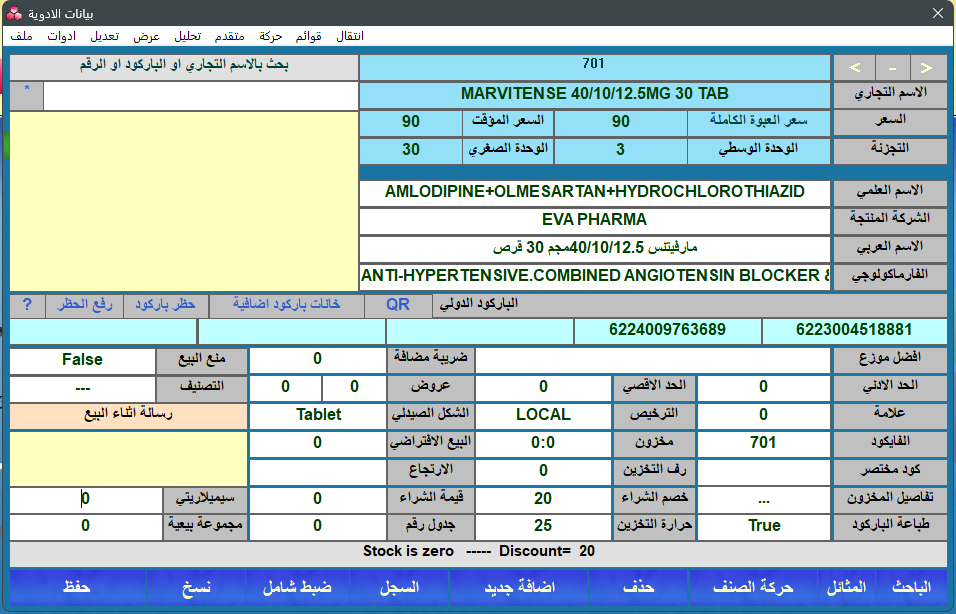 بيانات الادوية
ملف ادوات تعديل عرض تحليل متقدم حركة قوائم انتقال
بحث بالاسم التجاري او الباركود او الرقم
*
701
< - >
الاسم التجاري MARVITENSE 40/10/12.5MG 30 TAB
السعر سعر العبوة الكاملة 90 السعر المؤقت 90
التجزئة الوحدة الوسطي 3 الوحدة الصغري 30
الاسم العلمي AMLODIPINE+OLMESARTAN+HYDROCHLOROTHIAZID
الشركة المنتجة EVA PHARMA
الاسم العربي مارفيتنس 40/10/12.5مجم 30 قرص
الفارماكولوجي ANTI-HYPERTENSIVE.COMBINED ANGIOTENSIN BLOCKER &
الباركود الدولي QR خانات باركود اضافية حظر باركود رفع الحظر ?
6223004518881 6224009763689
افضل موزع ضريبة مضافة 0 منع البيع False
الحد الادني 0 الحد الاقصي 0 عروض 0 0 التصنيف ---
علامة 0 الترخيص LOCAL الشكل الصيدلي Tablet رسالة اثناء البيع
الفايكود 701 مخزون 0:0 البيع الافتراضي 0
كود مختصر رف التخزين 0 الارتجاع
تفاصيل المخزون ... خصم الشراء 20 قيمة الشراء 0 سيميلاريتي 0
طباعة الباركود True حرارة التخزين 25 جدول رقم 0 مجموعة بيعية 0
Stock is zero ----- Discount= 20
الباحث المثائل حركة الصنف حذف اضافة جديد السجل ضبط شامل نسخ حفظ